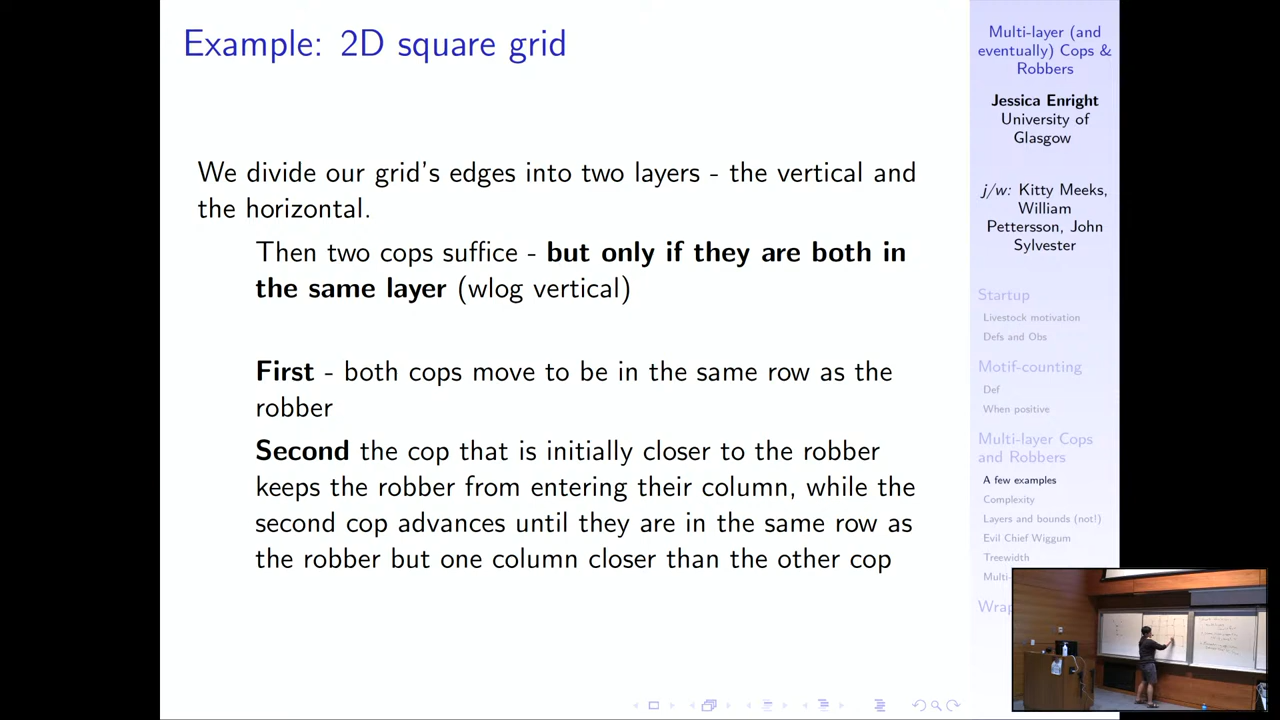 Example: 2D square grid
We divide our grid's edges into two layers - the vertical and
the horizontal.
Then two cops suffice - but only if they are both in
the same layer (wlog vertical)
First - both cops move to be in the same row as the
robber
Second the cop that is initially closer to the robber
keeps the robber from entering their column, while the
second cop advances until they are in the same row as
the robber but one column closer than the other cop
Multi-layer (and
eventually) Cops &
Robbers
Jessica Enright
University of
Glasgow
j/w: Kitty Meeks,
William
Pettersson, John
Sylvester
Startup
Livestock motivation
Defs and Obs
Motif-counting
Def
When positive
Multi-layer Cops
and Robbers
A few examples
Complexity
Layers and bounds (not!)
Evil Chief Wiggum
Treewidth
Multi-
Wrap